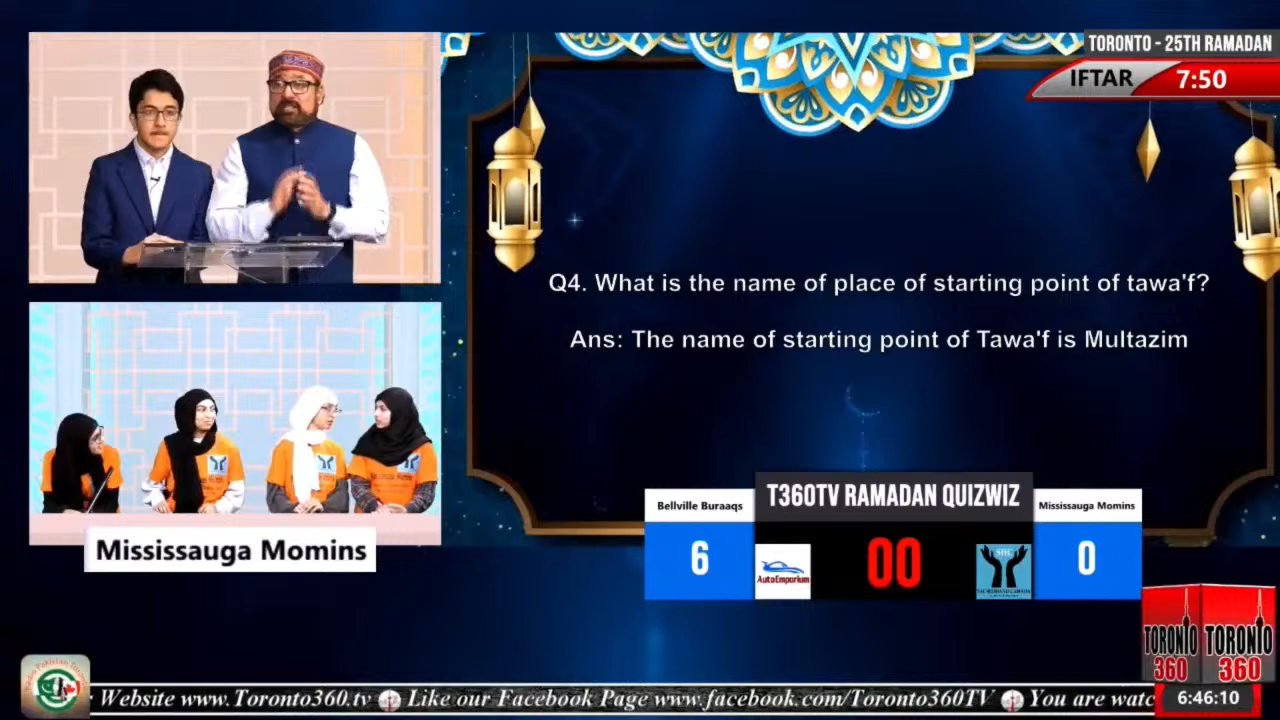 TORONTO - 25TH RAMADAN
IFTAR 7:50
Q4. What is the name of place of starting point of tawa'f?
Ans: The name of starting point of Tawa'f is Multazim
Mississauga Momins
T360TV RAMADAN QUIZWIZ
Bellville Buraaqs
Mississauga Momins
6
AutoEmporium
00
SHC
0
TORONTO 360
TORONTO 360
Website www.Toronto360.tv
Like our Facebook Page www.facebook.com/Toronto360TV
You are watc
6:46:10